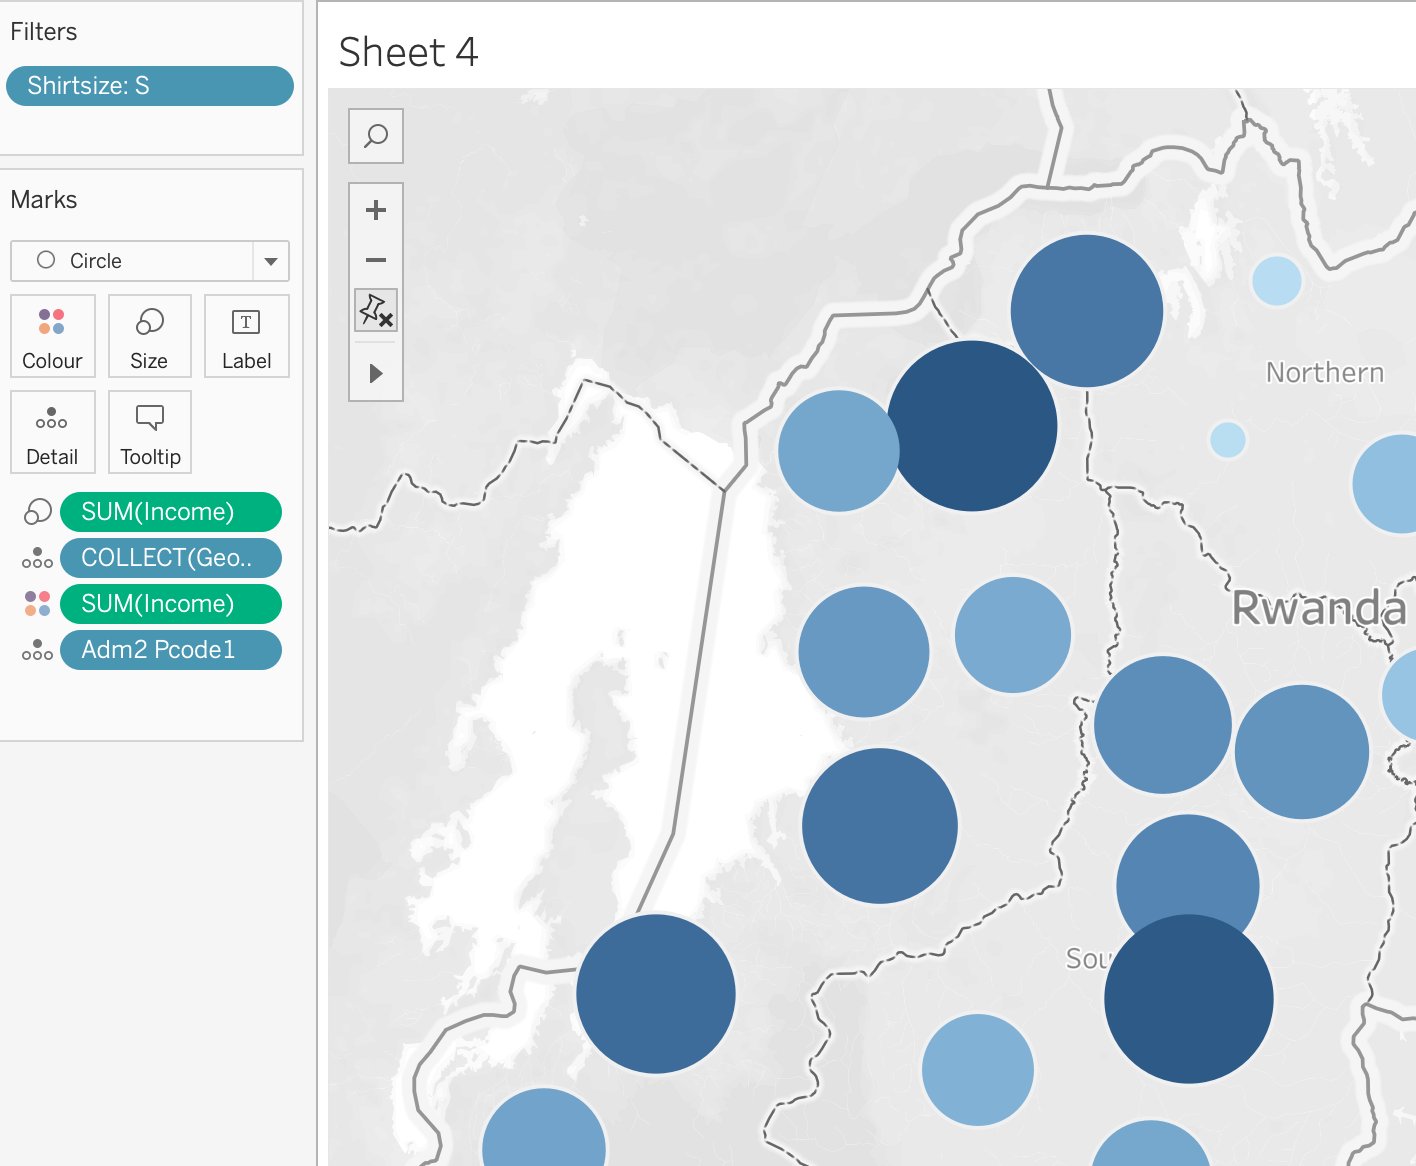 Filters
Shirtsize: S
Marks
Circle
Colour
Size
T
Label
Detail
Tooltip
SUM(Income)
COLLECT(Geo..
SUM(Income)
Adm2 Pcode1
Sheet 4
Northern
Rwanda
Sou